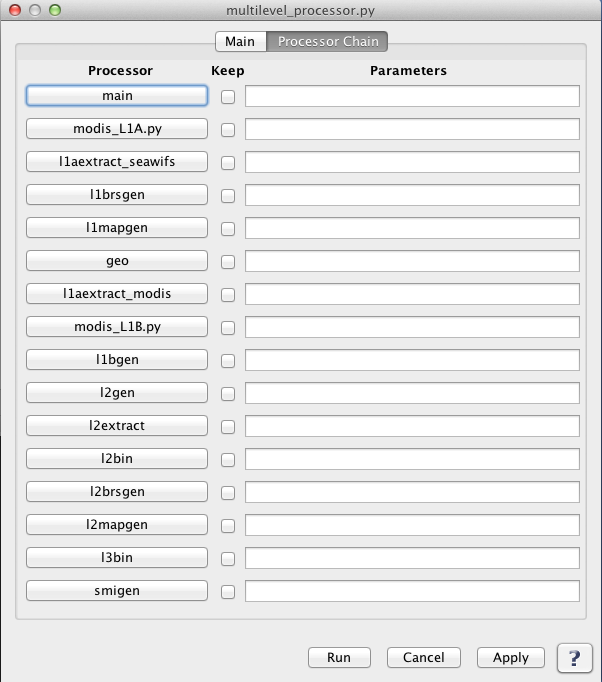 multilevel_processor.py
Main Processor Chain
Processor Keep Parameters
main
modis_L1A.py
l1aextract_seawifs
l1brsgen
l1mapgen
geo
l1aextract_modis
modis_L1B.py
l1bgen
l2gen
l2extract
l2bin
l2brsgen
l2mapgen
l3bin
smigen
Run Cancel Apply ?